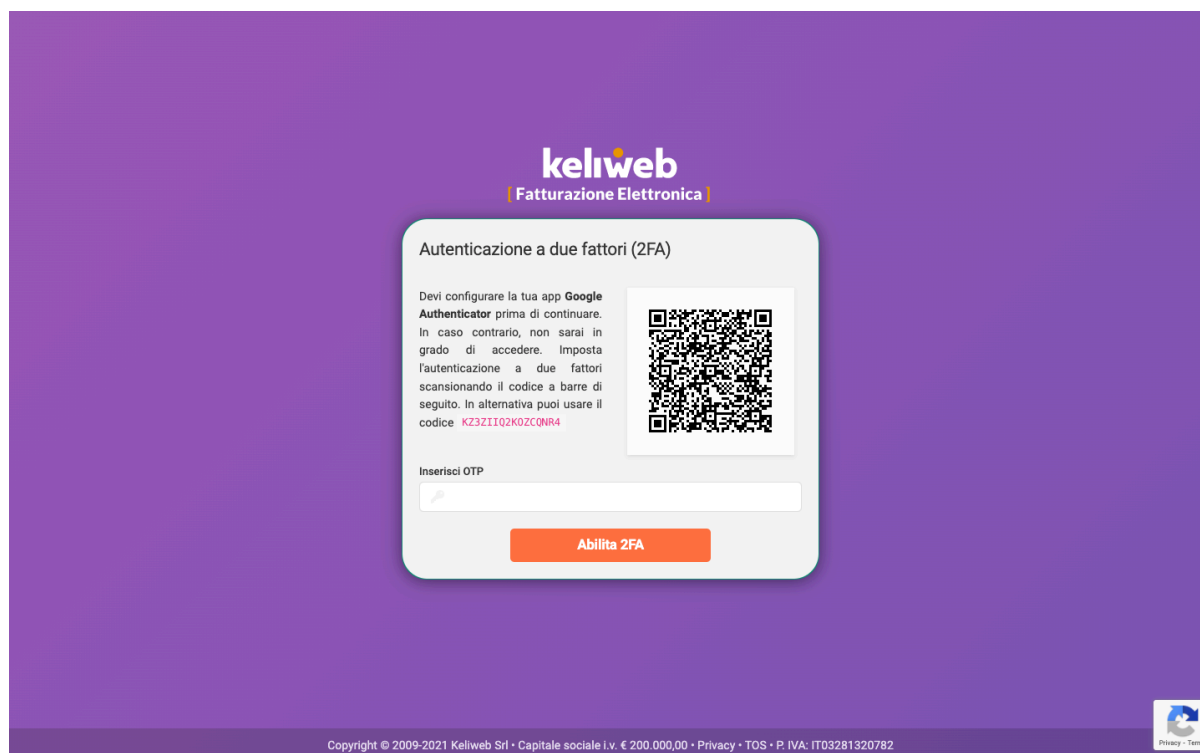 keliweb
[ Fatturazione Elettronica ]
Autenticazione a due fattori (2FA)
Devi configurare la tua app Google
Authenticator prima di continuare.
In caso contrario, non sarai in
grado di accedere. Imposta
l'autenticazione a due fattori
scansionando il codice a barre di
seguito. In alternativa puoi usare il
codice KZ3ZIIQ2KOZCQNR4
Inserisci OTP
Abilita 2FA
Privacy - Tern
Copyright © 2009-2021 Keliweb Srl • Capitale sociale i.v. € 200.000,00 • Privacy • TOS • P. IVA: IT03281320782